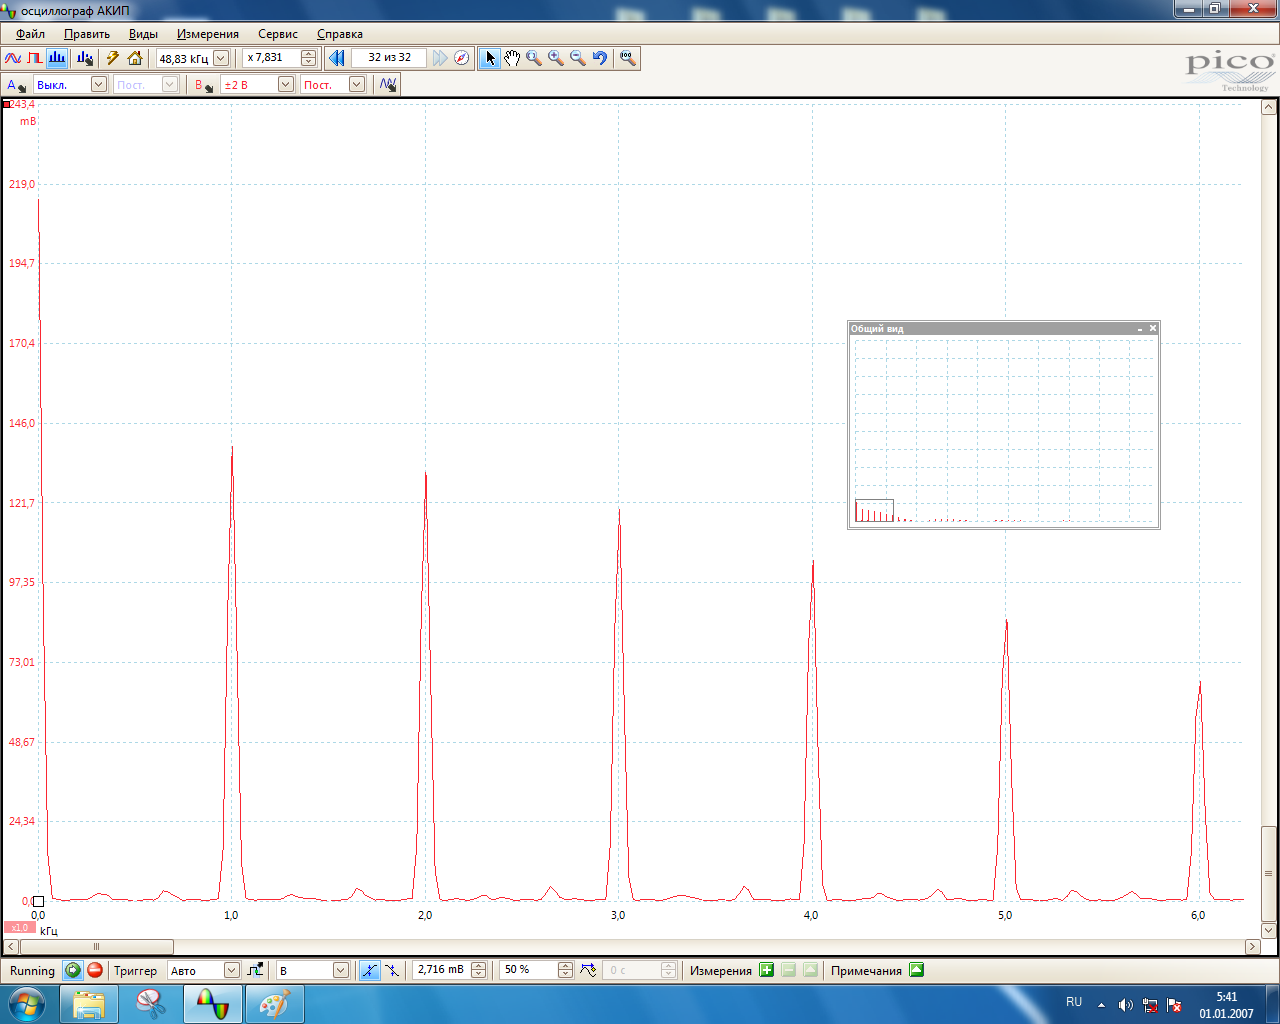 осциллограф АКИП
Файл Править Виды Измерения Сервис Справка
48,83 кГц x 7,831 32 из 32
pico
Technology
A Выкл. Пост. B ±2 В Пост.
243,4
mB
219,0
194,7
170,4
146,0
121,7
97,35
73,01
48,67
24,34
0,0
Общий вид
0,0 1,0 2,0 3,0 4,0 5,0 6,0
x1,0
кГц
Running Триггер Авто B 2,716 mB 50 % 0 с Измерения Примечания
RU
5:41
01.01.2007